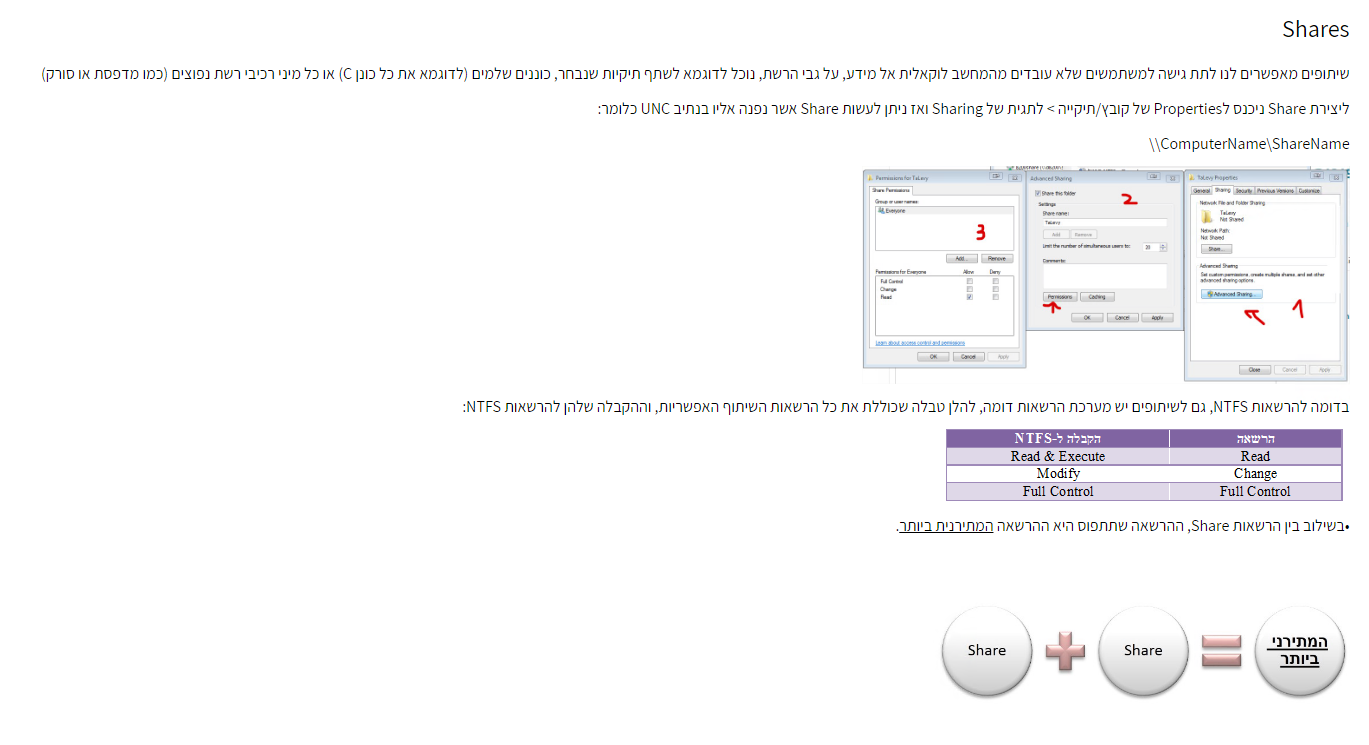 Shares
שיתופים מאפשרים לנו לתת גישה למשתמשים שלא עובדים מהמחשב לוקאלית אל מידע, על גבי הרשת, נוכל לדוגמא לשתף תיקיות שנבחר, כוננים שלמים (לדוגמא את כל כונן C) או כל מיני רכיבי רשת נפוצים (כמו מדפסת או סורק)
ליצירת Share ניכנס לProperties של קובץ/תיקייה > לתגית של Sharing ואז ניתן לעשות Share אשר נפנה אליו בנתיב UNC כלומר:
\\ComputerName\ShareName
TaLevy Properties
General Sharing Security Previous Versions Customize
Network File and Folder Sharing
TaLevy
Not Shared
Network Path:
Not Shared
Share...
Advanced Sharing
Set custom permissions, create multiple shares, and set other
advanced sharing options.
Advanced Sharing...
1
Close Cancel Apply
Advanced Sharing
Share this folder
2
Settings
Share name:
TaLevy
Add Remove
Limit the number of simultaneous users to: 20
Comments:
Permissions Caching
OK Cancel Apply
Permissions for TaLevy
Share Permissions
Group or user names:
Everyone
3
Add... Remove
Permissions for Everyone Allow Deny
Full Control
Change
Read
Learn about access control and permissions
OK Cancel Apply
בדומה להרשאות NTFS, גם לשיתופים יש מערכת הרשאות דומה, להלן טבלה שכוללת את כל הרשאות השיתוף האפשריות, וההקבלה שלהן להרשאות NTFS:
הרשאה הקבלה ל-NTFS
Read Read & Execute
Change Modify
Full Control Full Control
•בשילוב בין הרשאות Share, ההרשאה שתתפוס היא ההרשאה המתירנית ביותר.
המתירני
ביותר
Share
Share